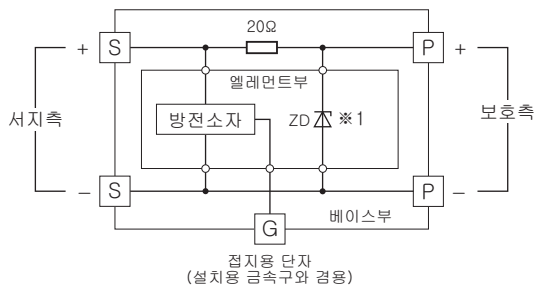 20Ω
+ S P +
엘레먼트부
서지측
방전소자
ZD ※1
보호측
− S P −
베이스부
G
접지용 단자
(설치용 금속구와 겸용)